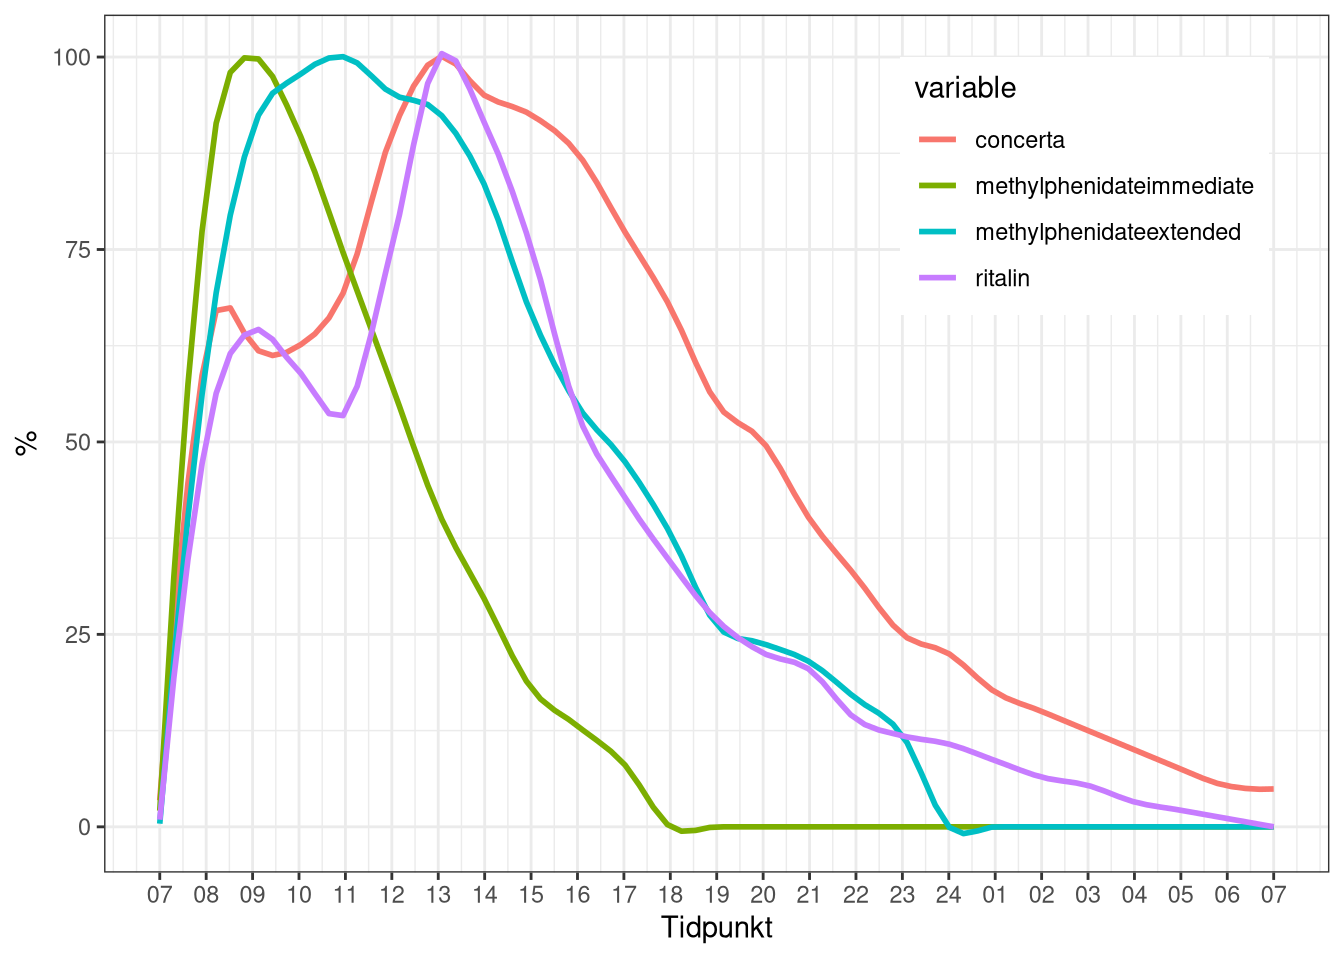 variable
concerta
methylphenidateimmediate
methylphenidateextended
ritalin
100
75
50
25
0
%
07 08 09 10 11 12 13 14 15 16 17 18 19 20 21 22 23 24 01 02 03 04 05 06 07
Tidpunkt